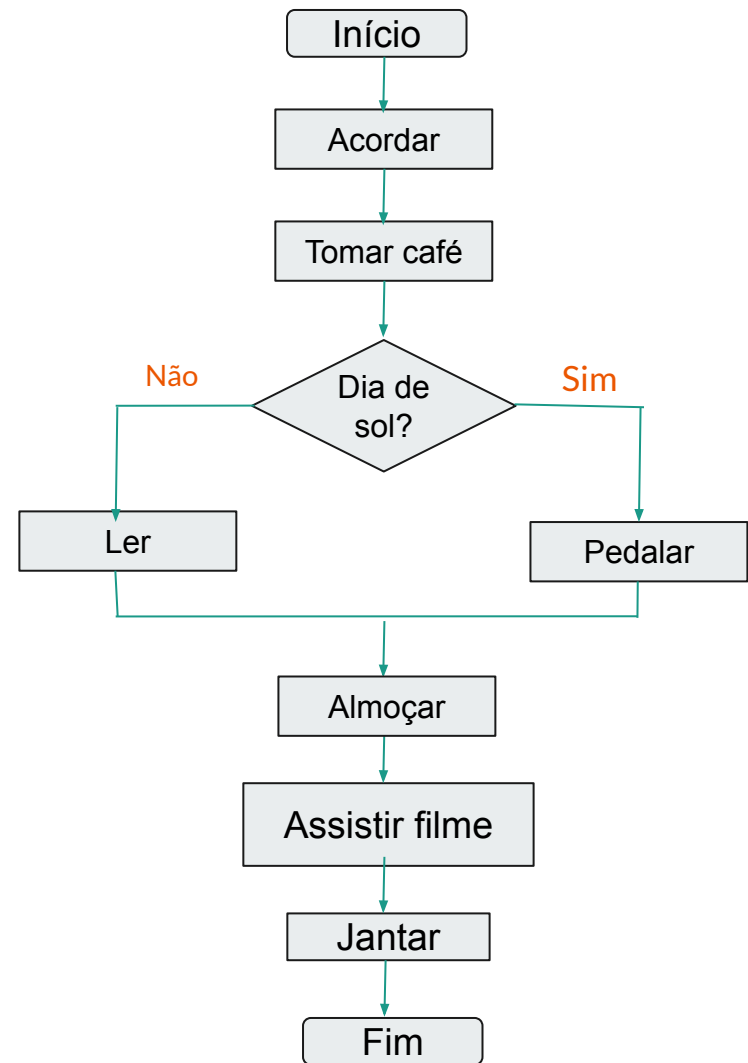 Início
Acordar
Tomar café
Não
Sim
Dia de
sol?
Ler
Pedalar
Almoçar
Assistir filme
Jantar
Fim